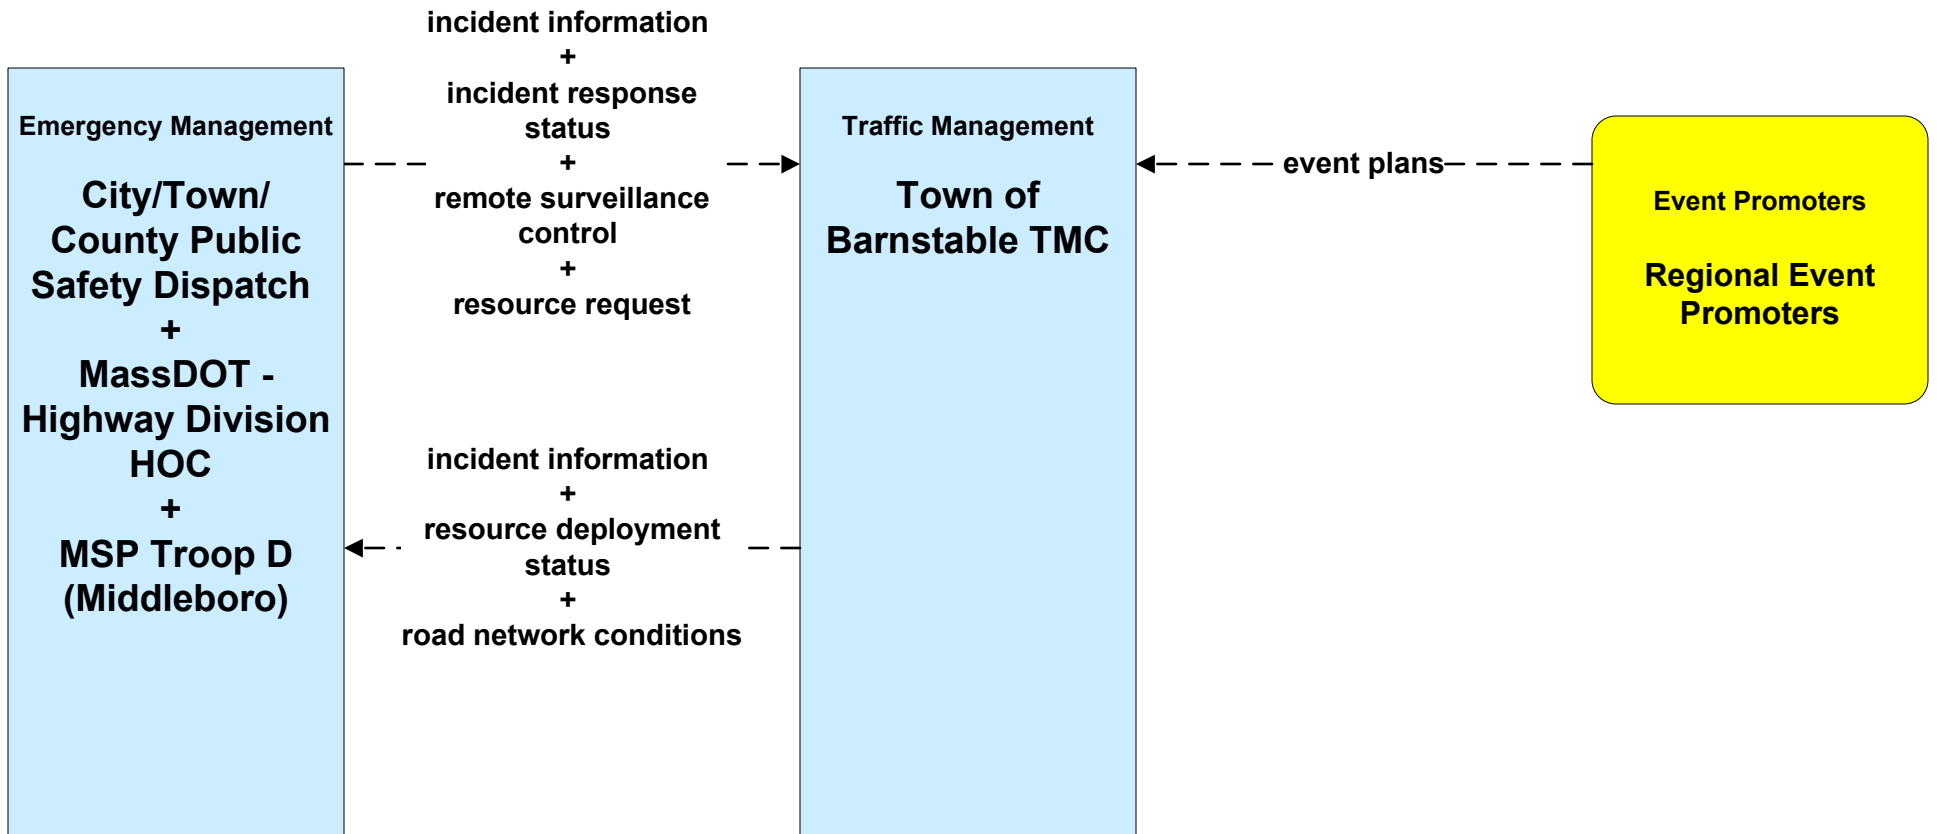 Emergency Management
City/Town/
County Public
Safety Dispatch
+
MassDOT -
Highway Division
HOC
+
MSP Troop D
(Middleboro)
incident information
+
incident response
status
+
remote surveillance
control
+
resource request
incident information
+
resource deployment
status
+
road network conditions
Traffic Management
Town of
Barnstable TMC
event plans
Event Promoters
Regional Event
Promoters